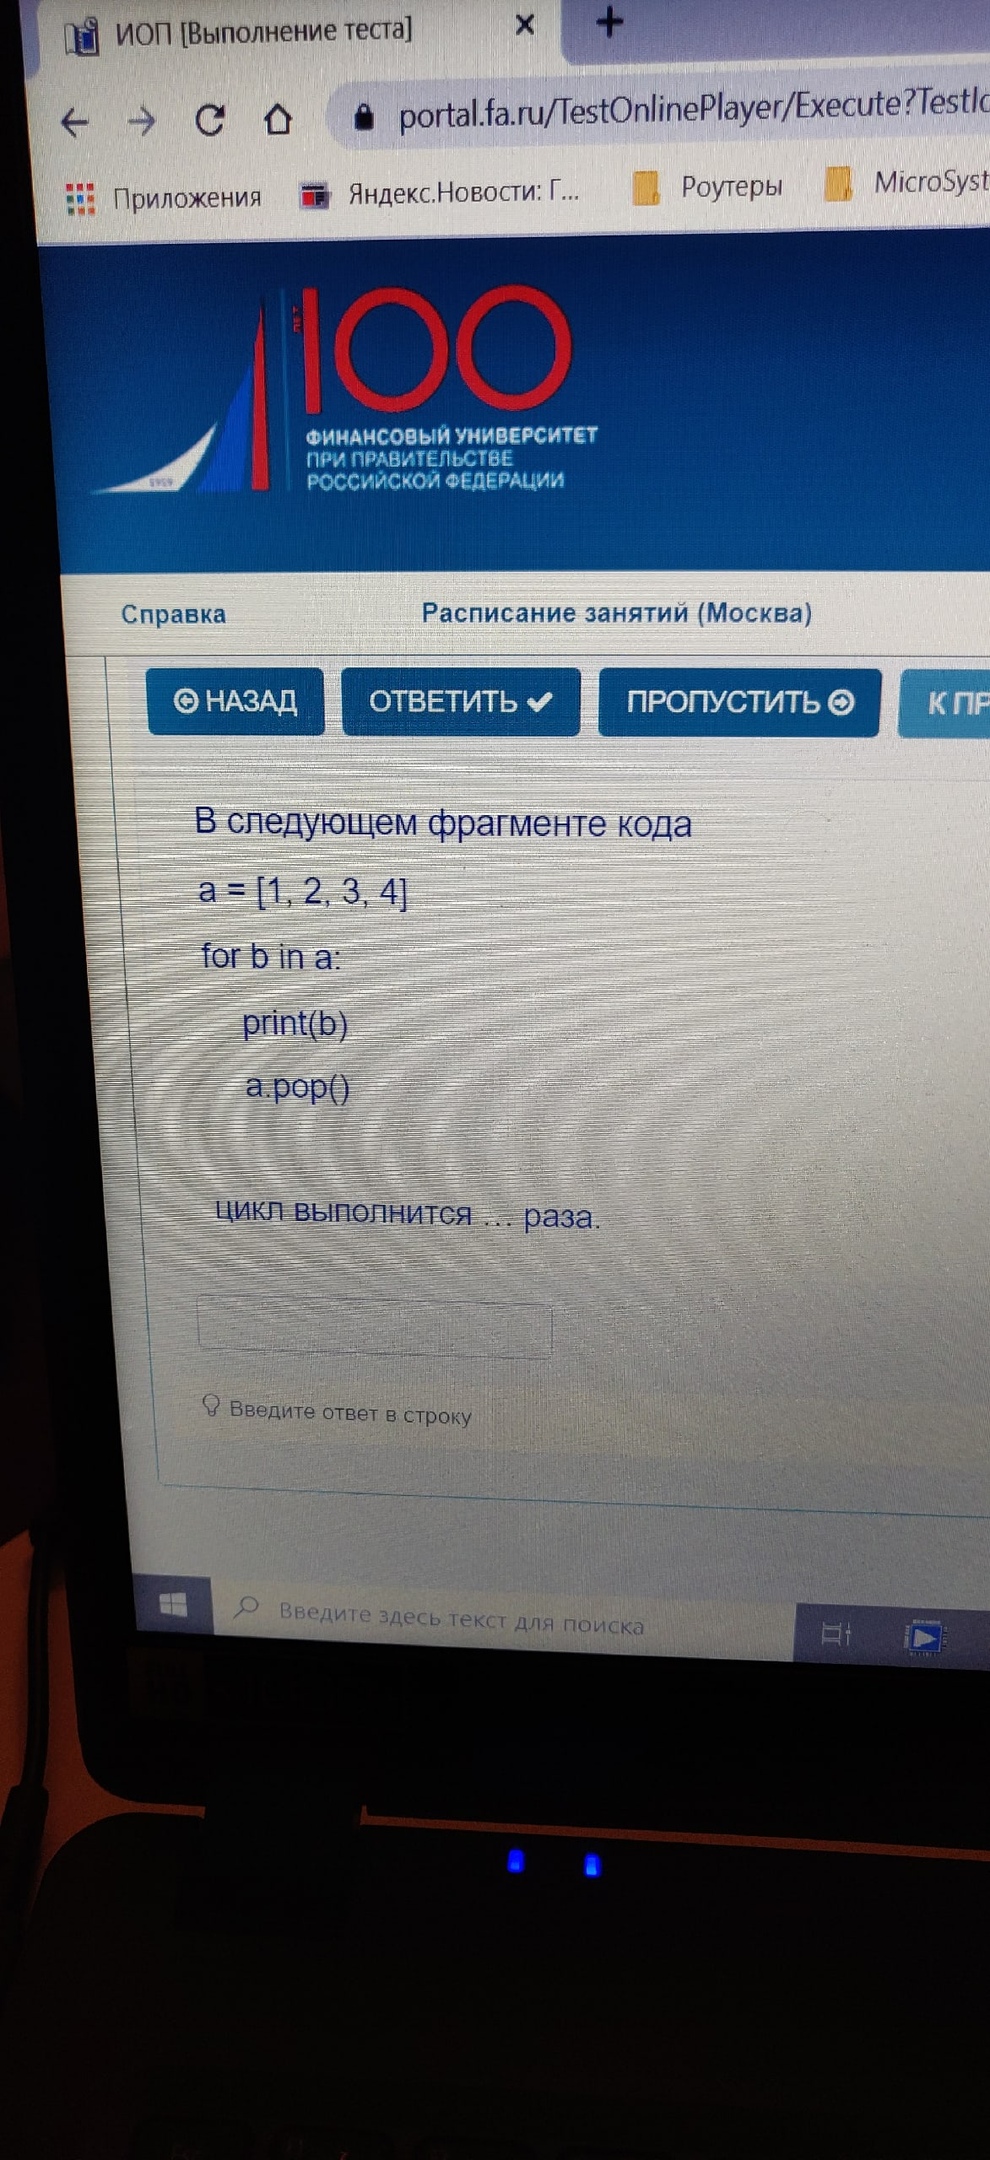 ИОП [Выполнение теста]
portal.fa.ru/TestOnlinePlayer/Execute?TestId
Приложения
Яндекс.Новости: Г...
Роутеры
MicroSyst
ЛЕТ
100
1919
ФИНАНСОВЫЙ УНИВЕРСИТЕТ
ПРИ ПРАВИТЕЛЬСТВЕ
РОССИЙСКОЙ ФЕДЕРАЦИИ
Справка
Расписание занятий (Москва)
НАЗАД
ОТВЕТИТЬ
ПРОПУСТИТЬ
К ПР
В следующем фрагменте кода
a = [1, 2, 3, 4]
for b in a:
print(b)
a.pop()
цикл выполнится ... раза.
Введите ответ в строку
Введите здесь текст для поиска